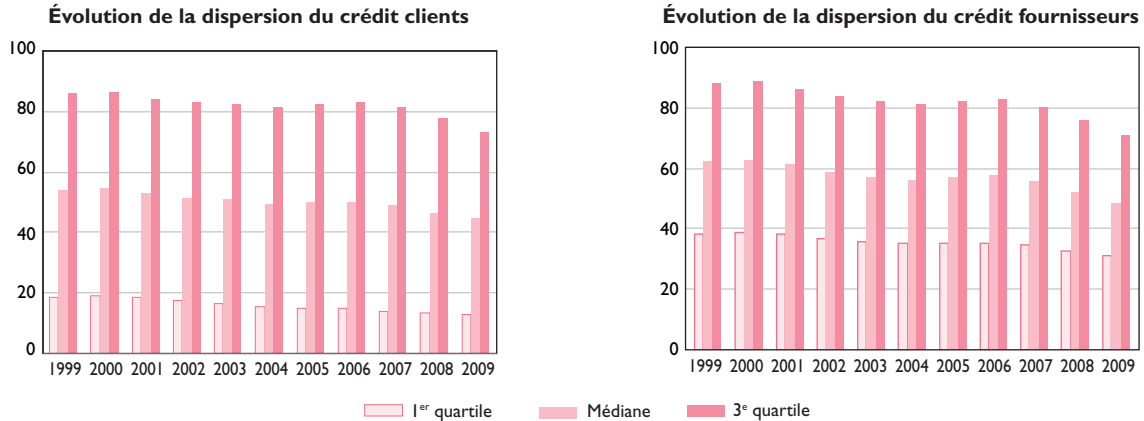 Évolution de la dispersion du crédit clients
100
80
60
40
20
0
1999 2000 2001 2002 2003 2004 2005 2006 2007 2008 2009
Évolution de la dispersion du crédit fournisseurs
100
80
60
40
20
0
1999 2000 2001 2002 2003 2004 2005 2006 2007 2008 2009
1er quartile Médiane 3e quartile